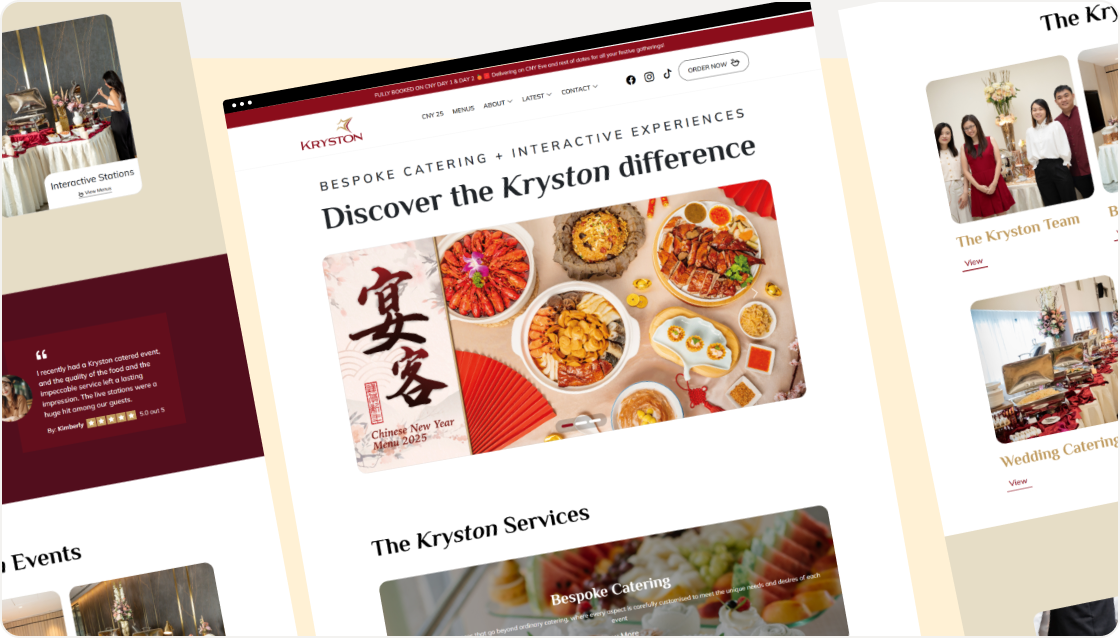 Interactive Stations
View Menus
“
I recently had a Kryston catered event,
and the quality of the food and the
impeccable service left a lasting
impression. The live stations were a
huge hit among our guests.
By: Kimberly 5.0 out 5
Events
FULLY BOOKED ON CNY DAY 1 & DAY 2 🔥🧧 Delivering on CNY Eve and rest of dates for all your festive gatherings!
KRYSTON
CNY 25 MENUS ABOUT LATEST CONTACT
ORDER NOW
BESPOKE CATERING + INTERACTIVE EXPERIENCES
Discover the Kryston difference
宴客
Chinese New Year
Menu 2025
The Kryston Services
Bespoke Catering
that go beyond ordinary catering, where every aspect is carefully customised to meet the unique needs and desires of each
event
More
The
The Kryston Team
View
Wedding Catering
View